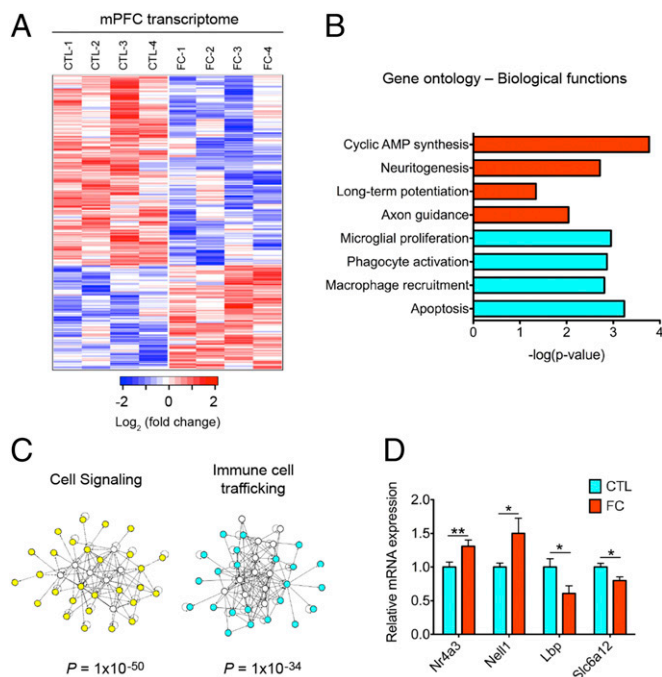 A
mPFC transcriptome
CTL-1
CTL-2
CTL-3
CTL-4
FC-1
FC-2
FC-3
FC-4
-2
0
2
Log₂ (fold change)
B
Gene ontology – Biological functions
Cyclic AMP synthesis
Neuritogenesis
Long-term potentiation
Axon guidance
Microglial proliferation
Phagocyte activation
Macrophage recruitment
Apoptosis
0 1 2 3 4
-log(p-value)
C
Cell Signaling
Immune cell
trafficking
P = 1x10⁻⁵⁰
P = 1x10⁻³⁴
D
CTL
FC
Relative mRNA expression
2.0
1.5
1.0
0.5
0.0
**
*
*
*
Nr4a3
Nell1
Lbp
Slc6a12